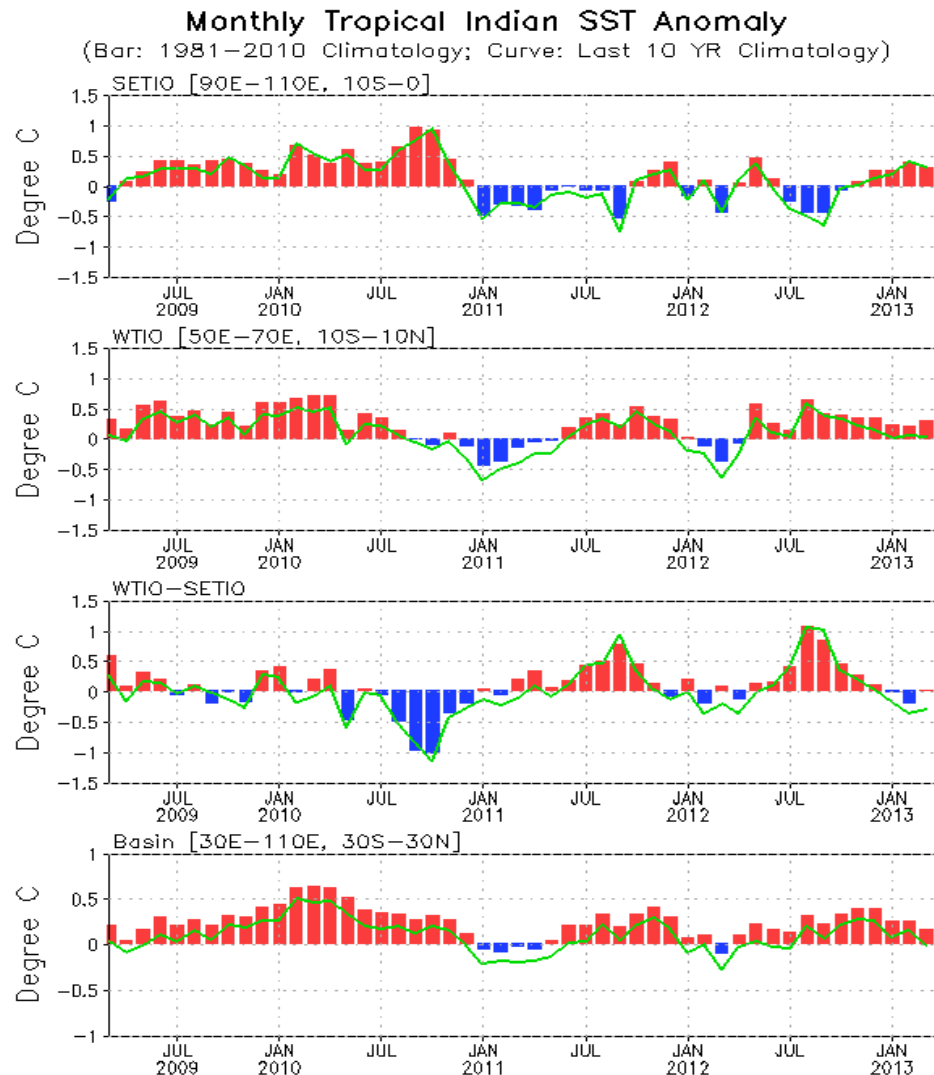 Monthly Tropical Indian SST Anomaly
(Bar: 1981-2010 Climatology; Curve: Last 10 YR Climatology)
SETIO [90E-110E, 10S-0]
Degree C
1.5
1
0.5
0
-0.5
-1
-1.5
JUL JAN JUL JAN JUL JAN JUL JAN
2009 2010 2011 2012 2013
WTIO [50E-70E, 10S-10N]
Degree C
1.5
1
0.5
0
-0.5
-1
-1.5
JUL JAN JUL JAN JUL JAN JUL JAN
2009 2010 2011 2012 2013
WTIO-SETIO
Degree C
1.5
1
0.5
0
-0.5
-1
-1.5
JUL JAN JUL JAN JUL JAN JUL JAN
2009 2010 2011 2012 2013
Basin [30E-110E, 30S-30N]
Degree C
1
0.5
0
-0.5
-1
JUL JAN JUL JAN JUL JAN JUL JAN
2009 2010 2011 2012 2013